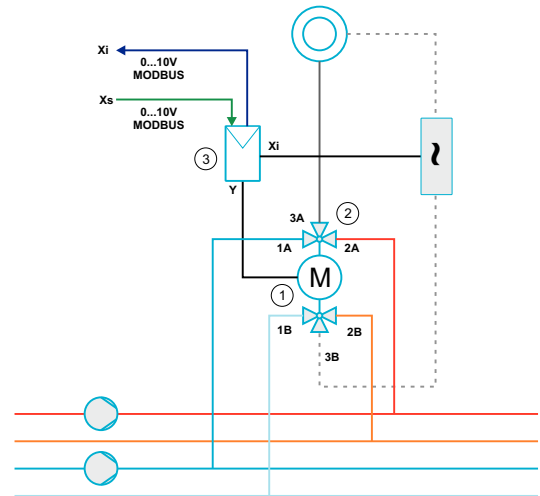 Xi
0...10V
MODBUS
Xs
0...10V
MODBUS
3
Xi
~
Y
3A
2
1A
2A
M
1
1B
2B
3B